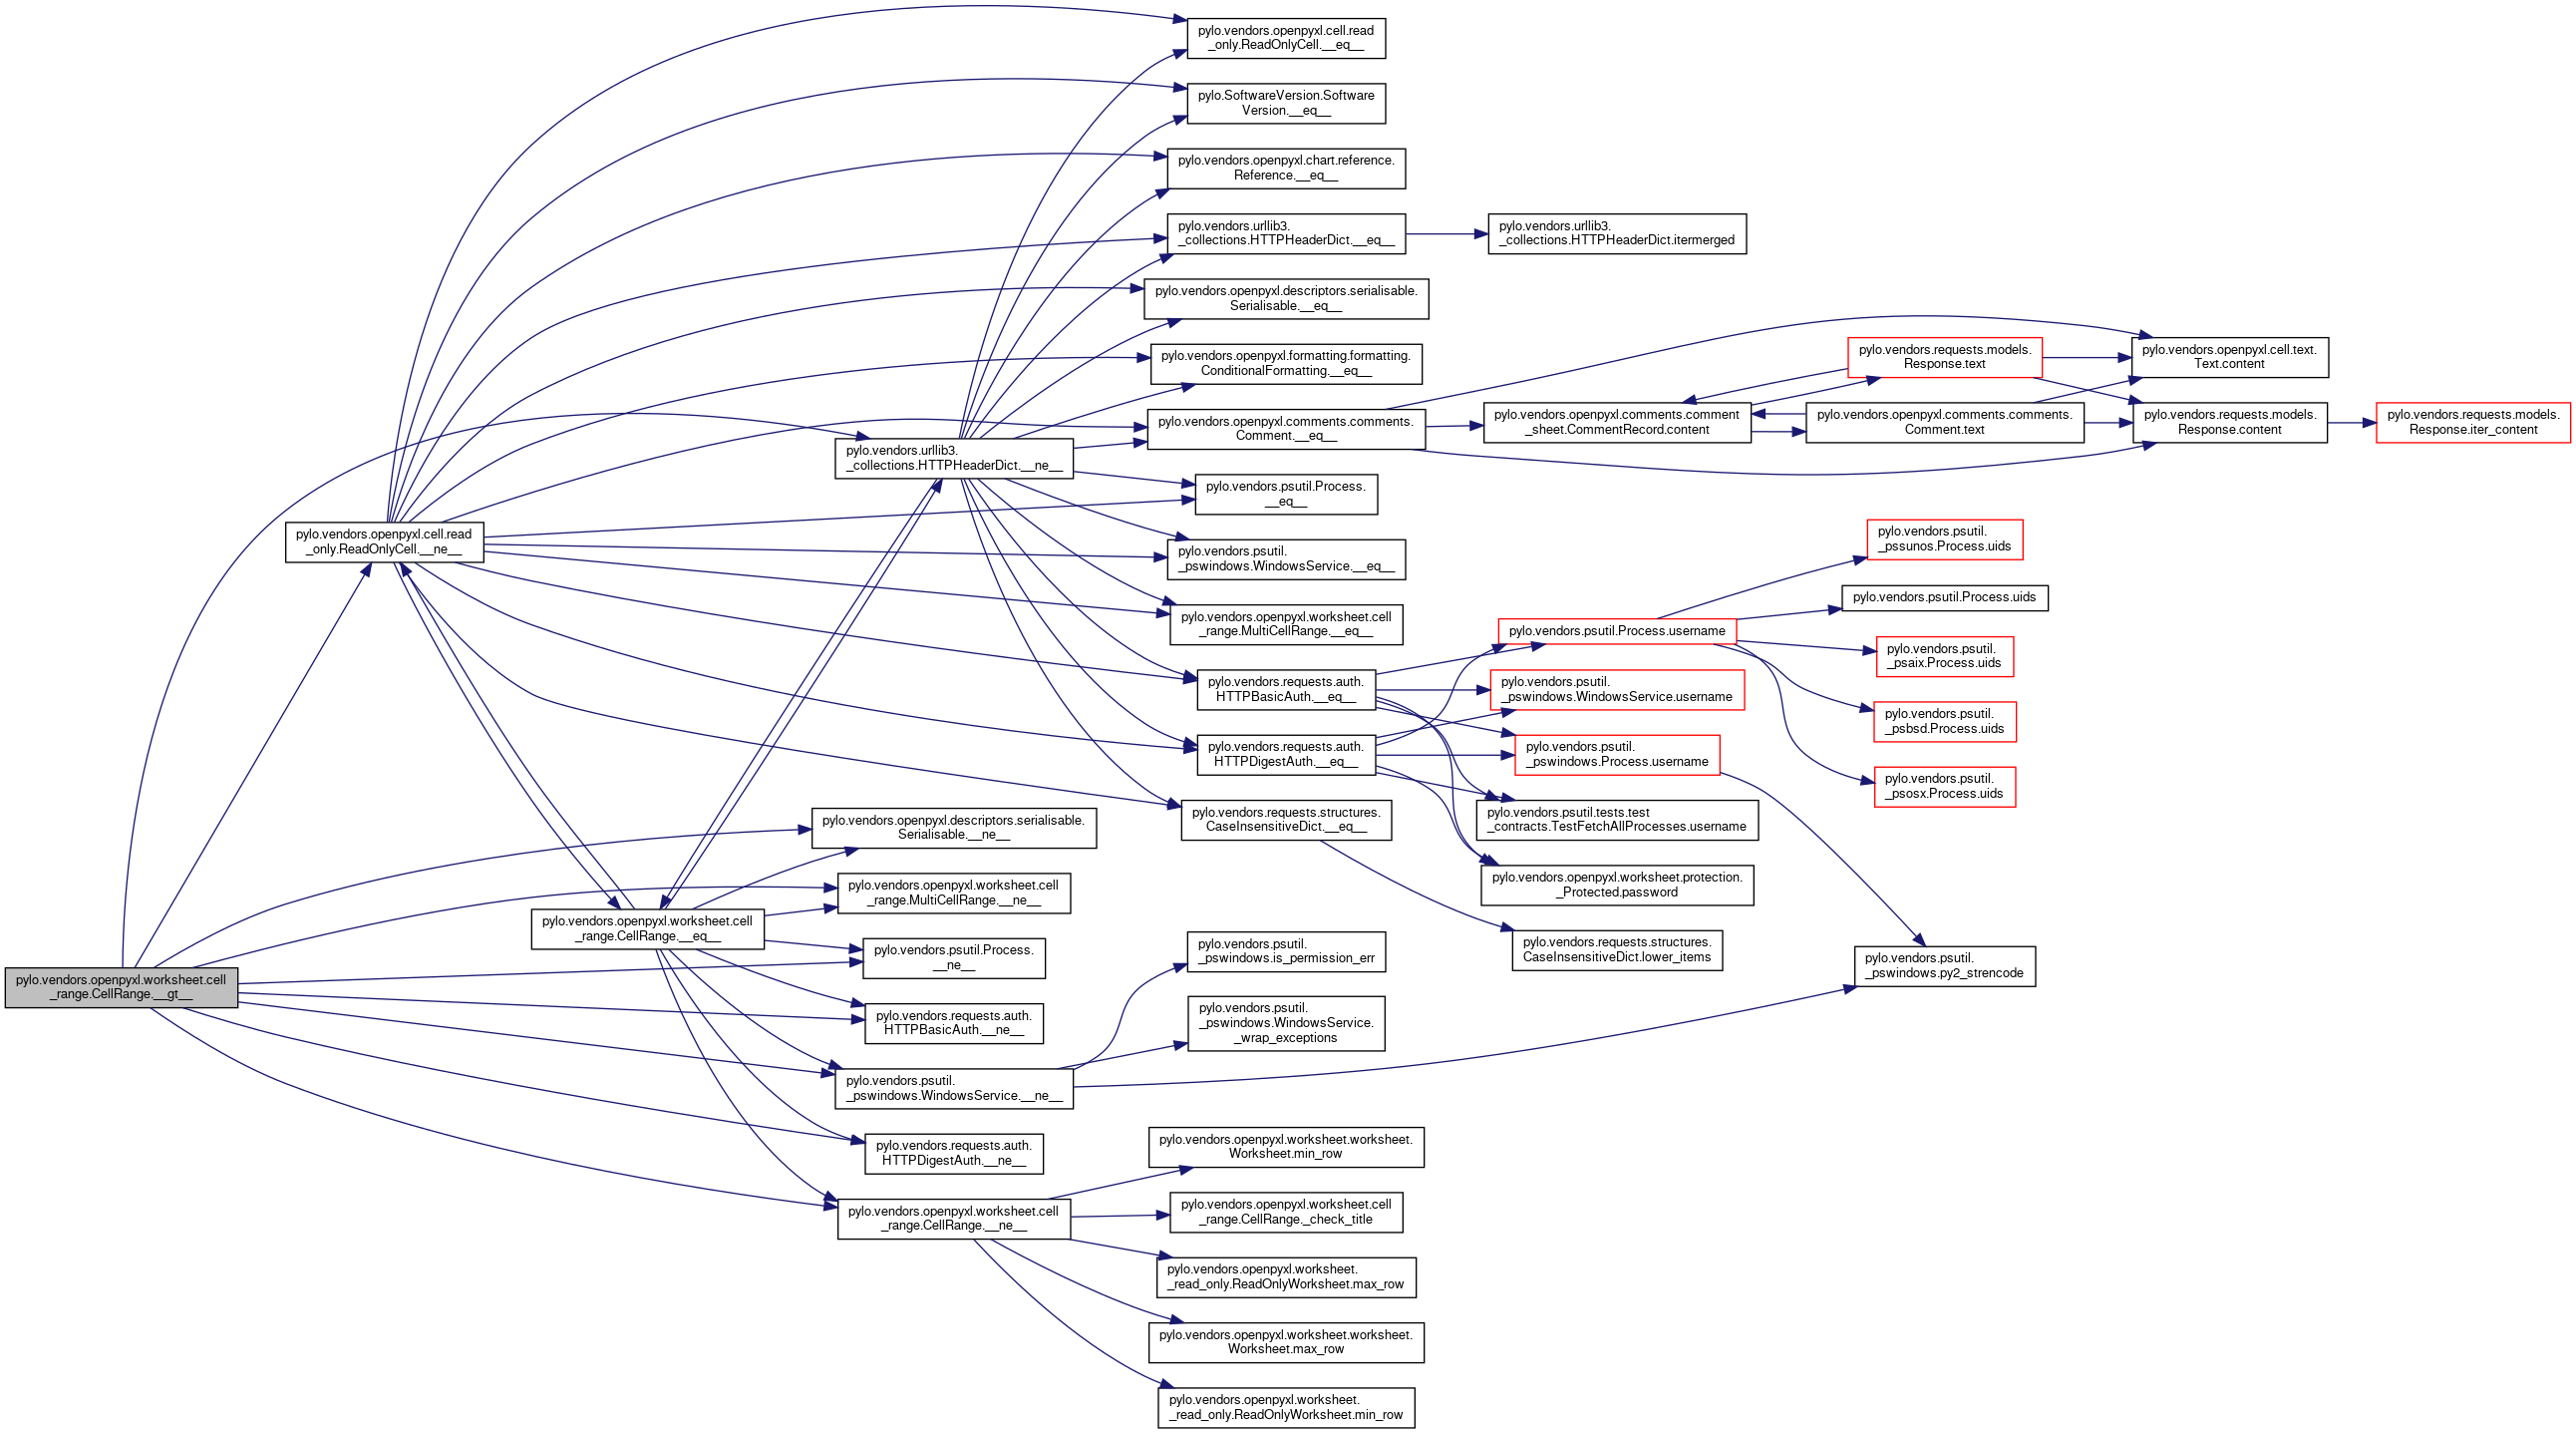 pylo.vendors.openpyxl.worksheet.cell
_range.CellRange.__gt__
pylo.vendors.openpyxl.cell.read
_only.ReadOnlyCell.__ne__
pylo.vendors.openpyxl.worksheet.cell
_range.CellRange.__eq__
pylo.vendors.urllib3.
_collections.HTTPHeaderDict.__ne__
pylo.vendors.openpyxl.descriptors.serialisable.
Serialisable.__ne__
pylo.vendors.openpyxl.worksheet.cell
_range.MultiCellRange.__ne__
pylo.vendors.psutil.Process.
__ne__
pylo.vendors.requests.auth.
HTTPBasicAuth.__ne__
pylo.vendors.psutil.
_pswindows.WindowsService.__ne__
pylo.vendors.requests.auth.
HTTPDigestAuth.__ne__
pylo.vendors.openpyxl.worksheet.cell
_range.CellRange.__ne__
pylo.vendors.openpyxl.cell.read
_only.ReadOnlyCell.__eq__
pylo.SoftwareVersion.Software
Version.__eq__
pylo.vendors.openpyxl.chart.reference.
Reference.__eq__
pylo.vendors.urllib3.
_collections.HTTPHeaderDict.__eq__
pylo.vendors.openpyxl.descriptors.serialisable.
Serialisable.__eq__
pylo.vendors.openpyxl.formatting.formatting.
ConditionalFormatting.__eq__
pylo.vendors.openpyxl.comments.comments.
Comment.__eq__
pylo.vendors.psutil.Process.
__eq__
pylo.vendors.psutil.
_pswindows.WindowsService.__eq__
pylo.vendors.openpyxl.worksheet.cell
_range.MultiCellRange.__eq__
pylo.vendors.requests.auth.
HTTPBasicAuth.__eq__
pylo.vendors.requests.auth.
HTTPDigestAuth.__eq__
pylo.vendors.requests.structures.
CaseInsensitiveDict.__eq__
pylo.vendors.psutil.
_pswindows.is_permission_err
pylo.vendors.psutil.
_pswindows.WindowsService.
_wrap_exceptions
pylo.vendors.openpyxl.worksheet.worksheet.
Worksheet.min_row
pylo.vendors.openpyxl.worksheet.cell
_range.CellRange._check_title
pylo.vendors.openpyxl.worksheet.
_read_only.ReadOnlyWorksheet.max_row
pylo.vendors.openpyxl.worksheet.worksheet.
Worksheet.max_row
pylo.vendors.openpyxl.worksheet.
_read_only.ReadOnlyWorksheet.min_row
pylo.vendors.urllib3.
_collections.HTTPHeaderDict.itermerged
pylo.vendors.openpyxl.comments.comment
_sheet.CommentRecord.content
pylo.vendors.psutil.Process.username
pylo.vendors.psutil.
_pswindows.WindowsService.username
pylo.vendors.psutil.
_pswindows.Process.username
pylo.vendors.psutil.tests.test
_contracts.TestFetchAllProcesses.username
pylo.vendors.openpyxl.worksheet.protection.
_Protected.password
pylo.vendors.requests.structures.
CaseInsensitiveDict.lower_items
pylo.vendors.requests.models.
Response.text
pylo.vendors.openpyxl.comments.comments.
Comment.text
pylo.vendors.psutil.
_pssunos.Process.uids
pylo.vendors.psutil.Process.uids
pylo.vendors.psutil.
_psaix.Process.uids
pylo.vendors.psutil.
_psbsd.Process.uids
pylo.vendors.psutil.
_psosx.Process.uids
pylo.vendors.psutil.
_pswindows.py2_strencode
pylo.vendors.openpyxl.cell.text.
Text.content
pylo.vendors.requests.models.
Response.content
pylo.vendors.requests.models.
Response.iter_content